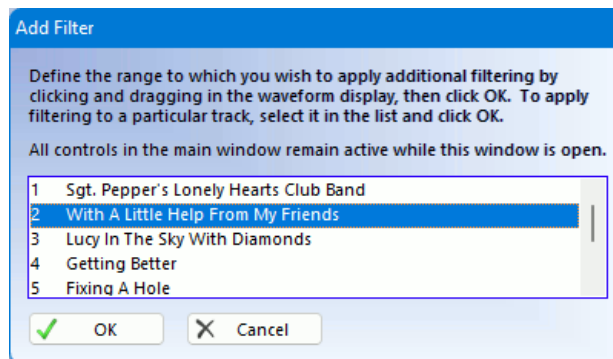 Add Filter
Define the range to which you wish to apply additional filtering by
clicking and dragging in the waveform display, then click OK. To apply
filtering to a particular track, select it in the list and click OK.
All controls in the main window remain active while this window is open.
1 Sgt. Pepper's Lonely Hearts Club Band
2 With A Little Help From My Friends
3 Lucy In The Sky With Diamonds
4 Getting Better
5 Fixing A Hole
OK Cancel